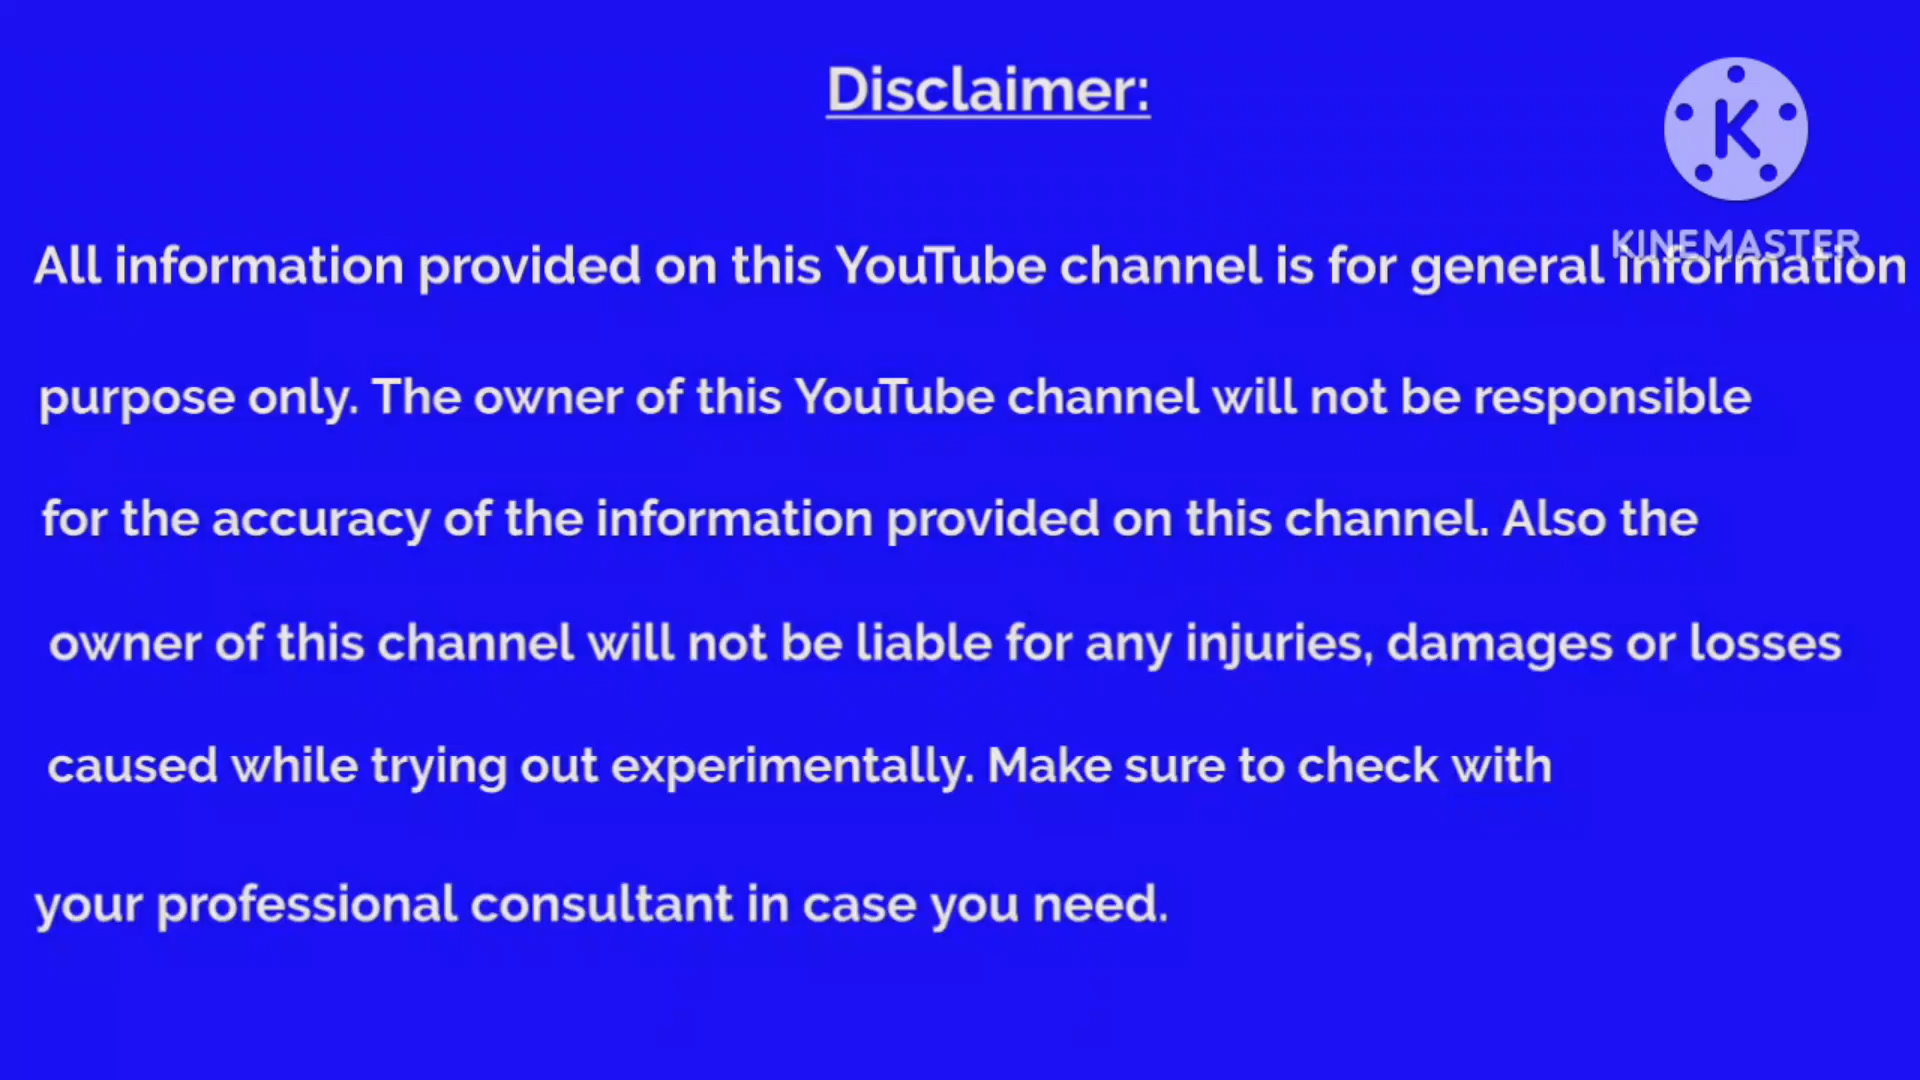 Disclaimer:
K
KINEMASTER
All information provided on this YouTube channel is for general information
purpose only. The owner of this YouTube channel will not be responsible
for the accuracy of the information provided on this channel. Also the
owner of this channel will not be liable for any injuries, damages or losses
caused while trying out experimentally. Make sure to check with
your professional consultant in case you need.